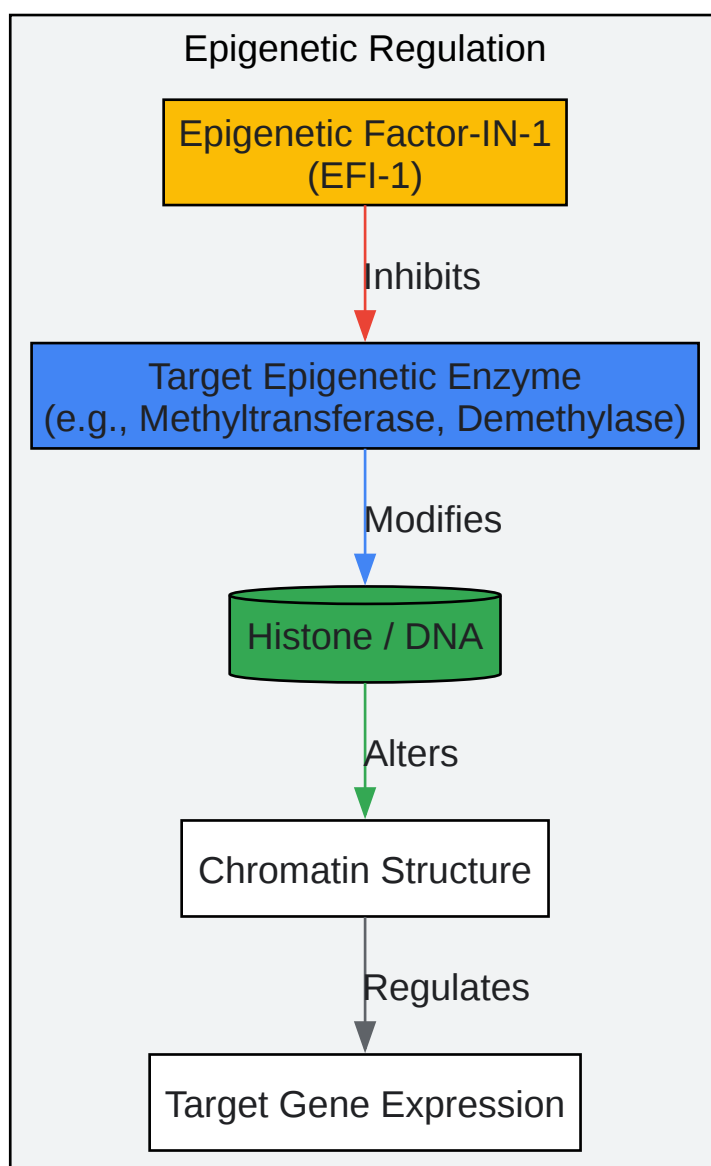 Epigenetic Regulation
Epigenetic Factor-IN-1
(EFI-1)
Inhibits
Target Epigenetic Enzyme
(e.g., Methyltransferase, Demethylase)
Modifies
Histone / DNA
Alters
Chromatin Structure
Regulates
Target Gene Expression